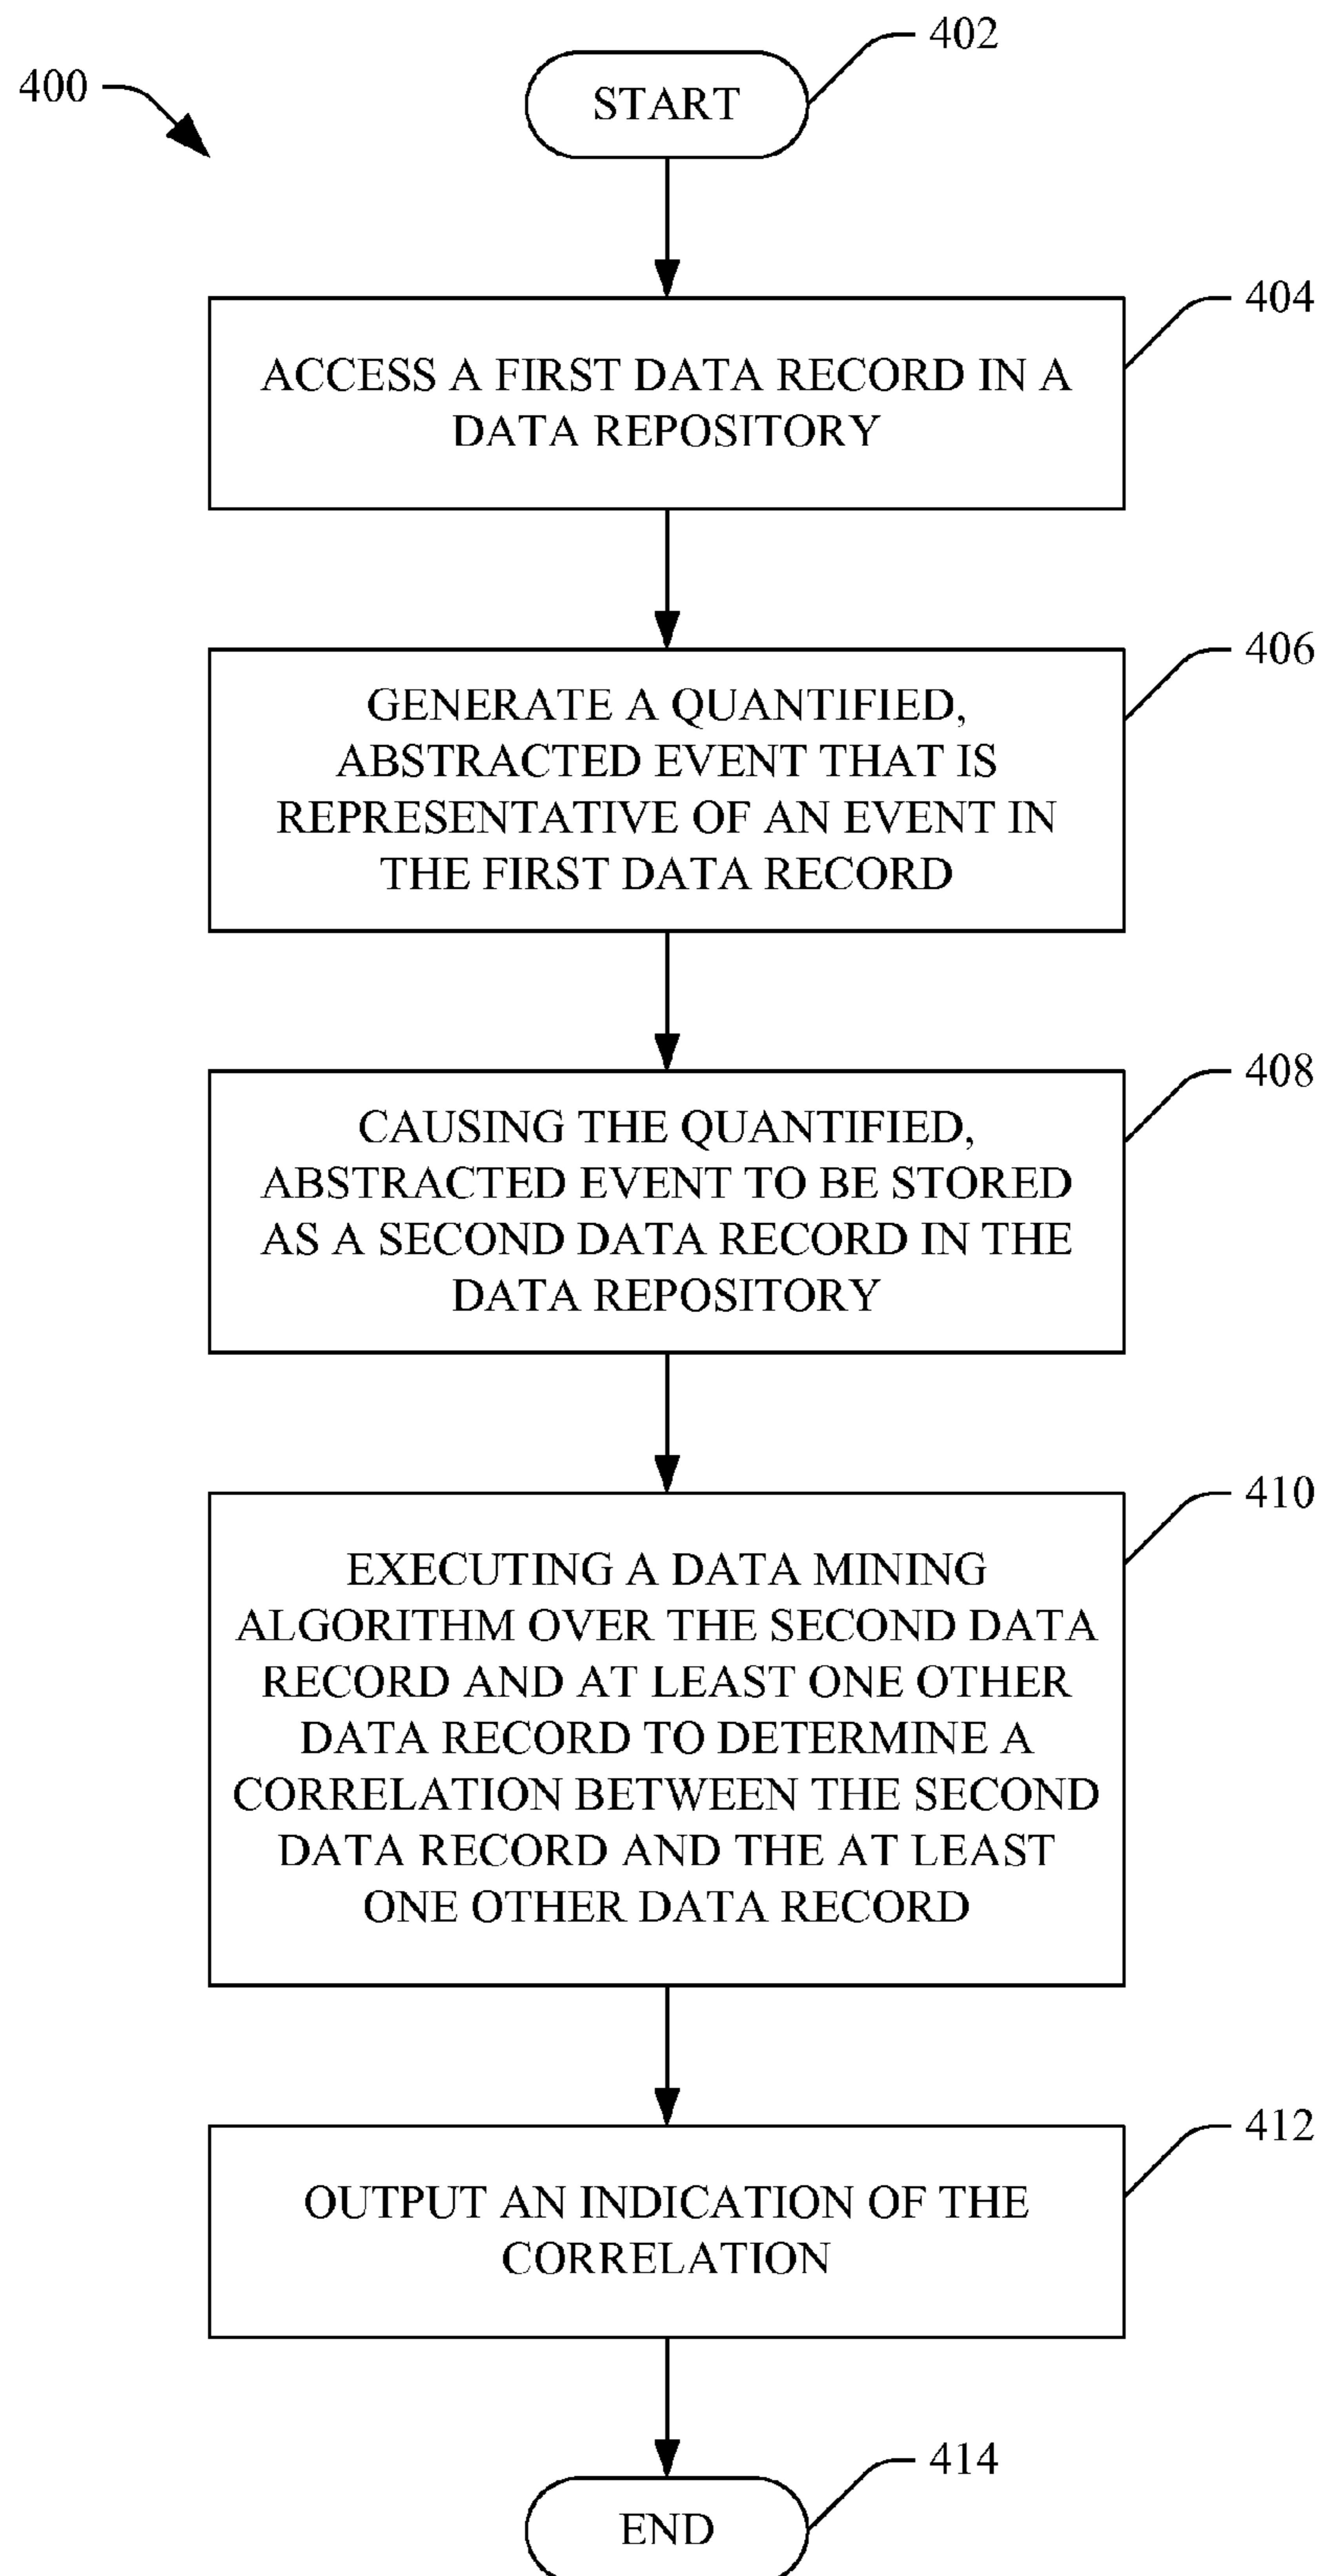 402
400
START
404
ACCESS A FIRST DATA RECORD IN A
DATA REPOSITORY
406
GENERATE A QUANTIFIED,
ABSTRACTED EVENT THAT IS
REPRESENTATIVE OF AN EVENT IN
THE FIRST DATA RECORD
408
CAUSING THE QUANTIFIED,
ABSTRACTED EVENT TO BE STORED
AS A SECOND DATA RECORD IN THE
DATA REPOSITORY
410
EXECUTING A DATA MINING
ALGORITHM OVER THE SECOND DATA
RECORD AND AT LEAST ONE OTHER
DATA RECORD TO DETERMINE A
CORRELATION BETWEEN THE SECOND
DATA RECORD AND THE AT LEAST
ONE OTHER DATA RECORD
412
OUTPUT AN INDICATION OF THE
CORRELATION
414
END